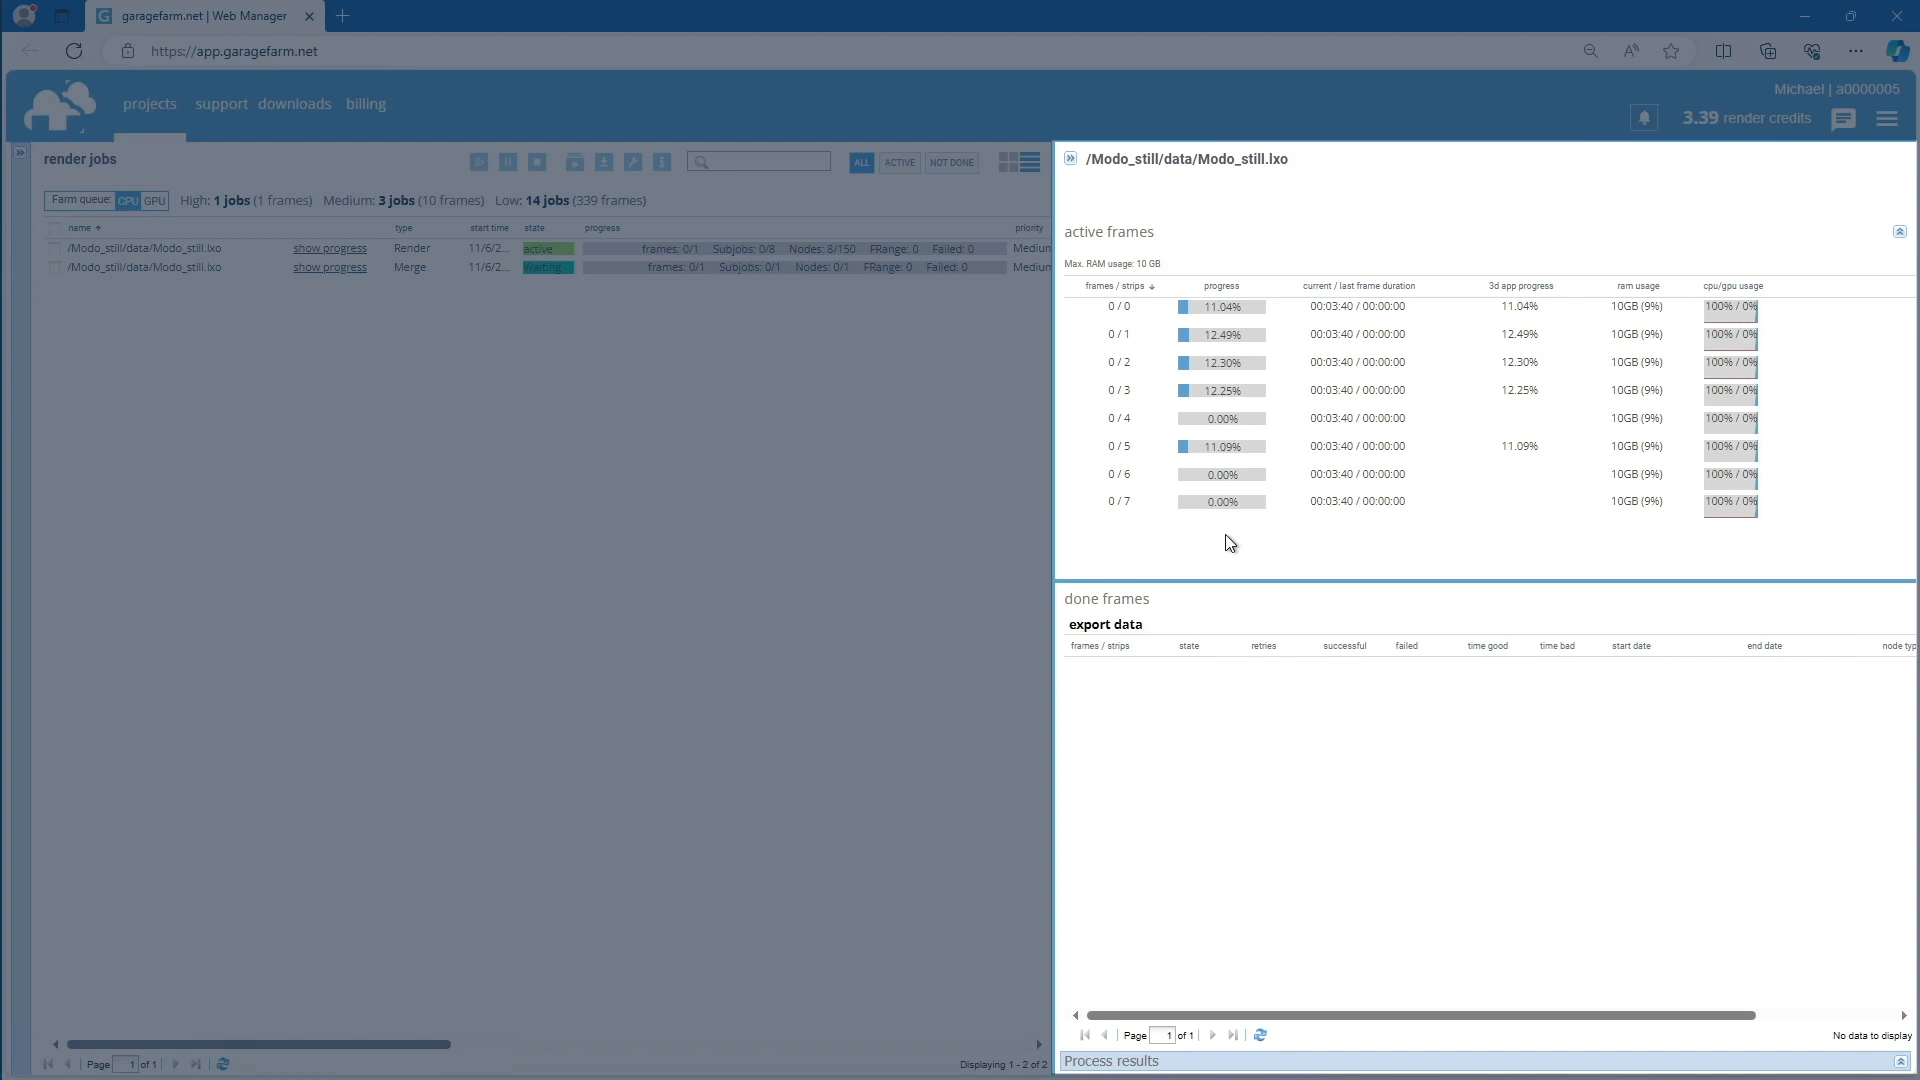 garagefarm.net | Web Manager
https://app.garagefarm.net
projects support downloads billing
Michael | a0000005
3.39 render credits
render jobs
ALL ACTIVE NOT DONE
Farm queue: CPU GPU High: 1 jobs (1 frames) Medium: 3 jobs (10 frames) Low: 14 jobs (339 frames)
name type start time state progress priority
/Modo_still/data/Modo_still.lxo show progress Render 11/6/2... active frames: 0/1 Subjobs: 0/8 Nodes: 8/150 FRange: 0 Failed: 0 Medium
/Modo_still/data/Modo_still.lxo show progress Merge 11/6/2... Waiting frames: 0/1 Subjobs: 0/1 Nodes: 0/1 FRange: 0 Failed: 0 Medium
Page 1 of 1 Displaying 1 - 2 of 2
/Modo_still/data/Modo_still.lxo
active frames
Max. RAM usage: 10 GB
frames / strips progress current / last frame duration 3d app progress ram usage cpu/gpu usage
0 / 0 11.04% 00:03:40 / 00:00:00 11.04% 10GB (9%) 100% / 0%
0 / 1 12.49% 00:03:40 / 00:00:00 12.49% 10GB (9%) 100% / 0%
0 / 2 12.30% 00:03:40 / 00:00:00 12.30% 10GB (9%) 100% / 0%
0 / 3 12.25% 00:03:40 / 00:00:00 12.25% 10GB (9%) 100% / 0%
0 / 4 0.00% 00:03:40 / 00:00:00 10GB (9%) 100% / 0%
0 / 5 11.09% 00:03:40 / 00:00:00 11.09% 10GB (9%) 100% / 0%
0 / 6 0.00% 00:03:40 / 00:00:00 10GB (9%) 100% / 0%
0 / 7 0.00% 00:03:40 / 00:00:00 10GB (9%) 100% / 0%
done frames
export data
frames / strips state retries successful failed time good time bad start date end date node typ
Page 1 of 1 No data to display
Process results